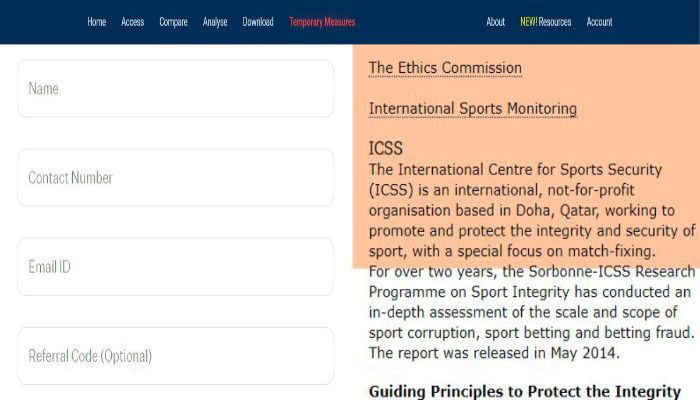 Home Access Compare Analyse Download Temporary Measures About NEW! Resources Account
Name
Contact Number
Email ID
Referral Code (Optional)
The Ethics Commission
International Sports Monitoring
ICSS
The International Centre for Sports Security
(ICSS) is an international, not-for-profit
organisation based in Doha, Qatar, working to
promote and protect the integrity and security of
sport, with a special focus on match-fixing.
For over two years, the Sorbonne-ICSS Research
Programme on Sport Integrity has conducted an
in-depth assessment of the scale and scope of
sport corruption, sport betting and betting fraud.
The report was released in May 2014.
Guiding Principles to Protect the Integrity